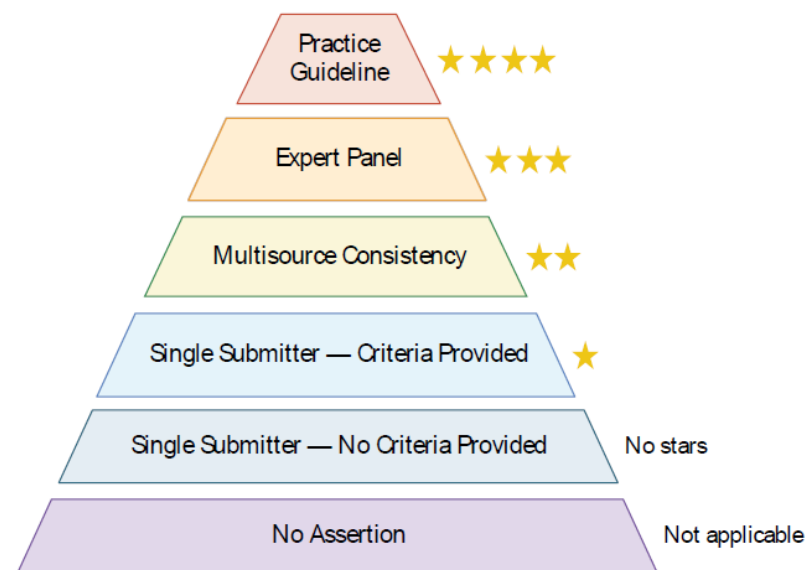 Practice
Guideline
Expert Panel
Multisource Consistency
Single Submitter — Criteria Provided
Single Submitter — No Criteria Provided
No stars
No Assertion
Not applicable